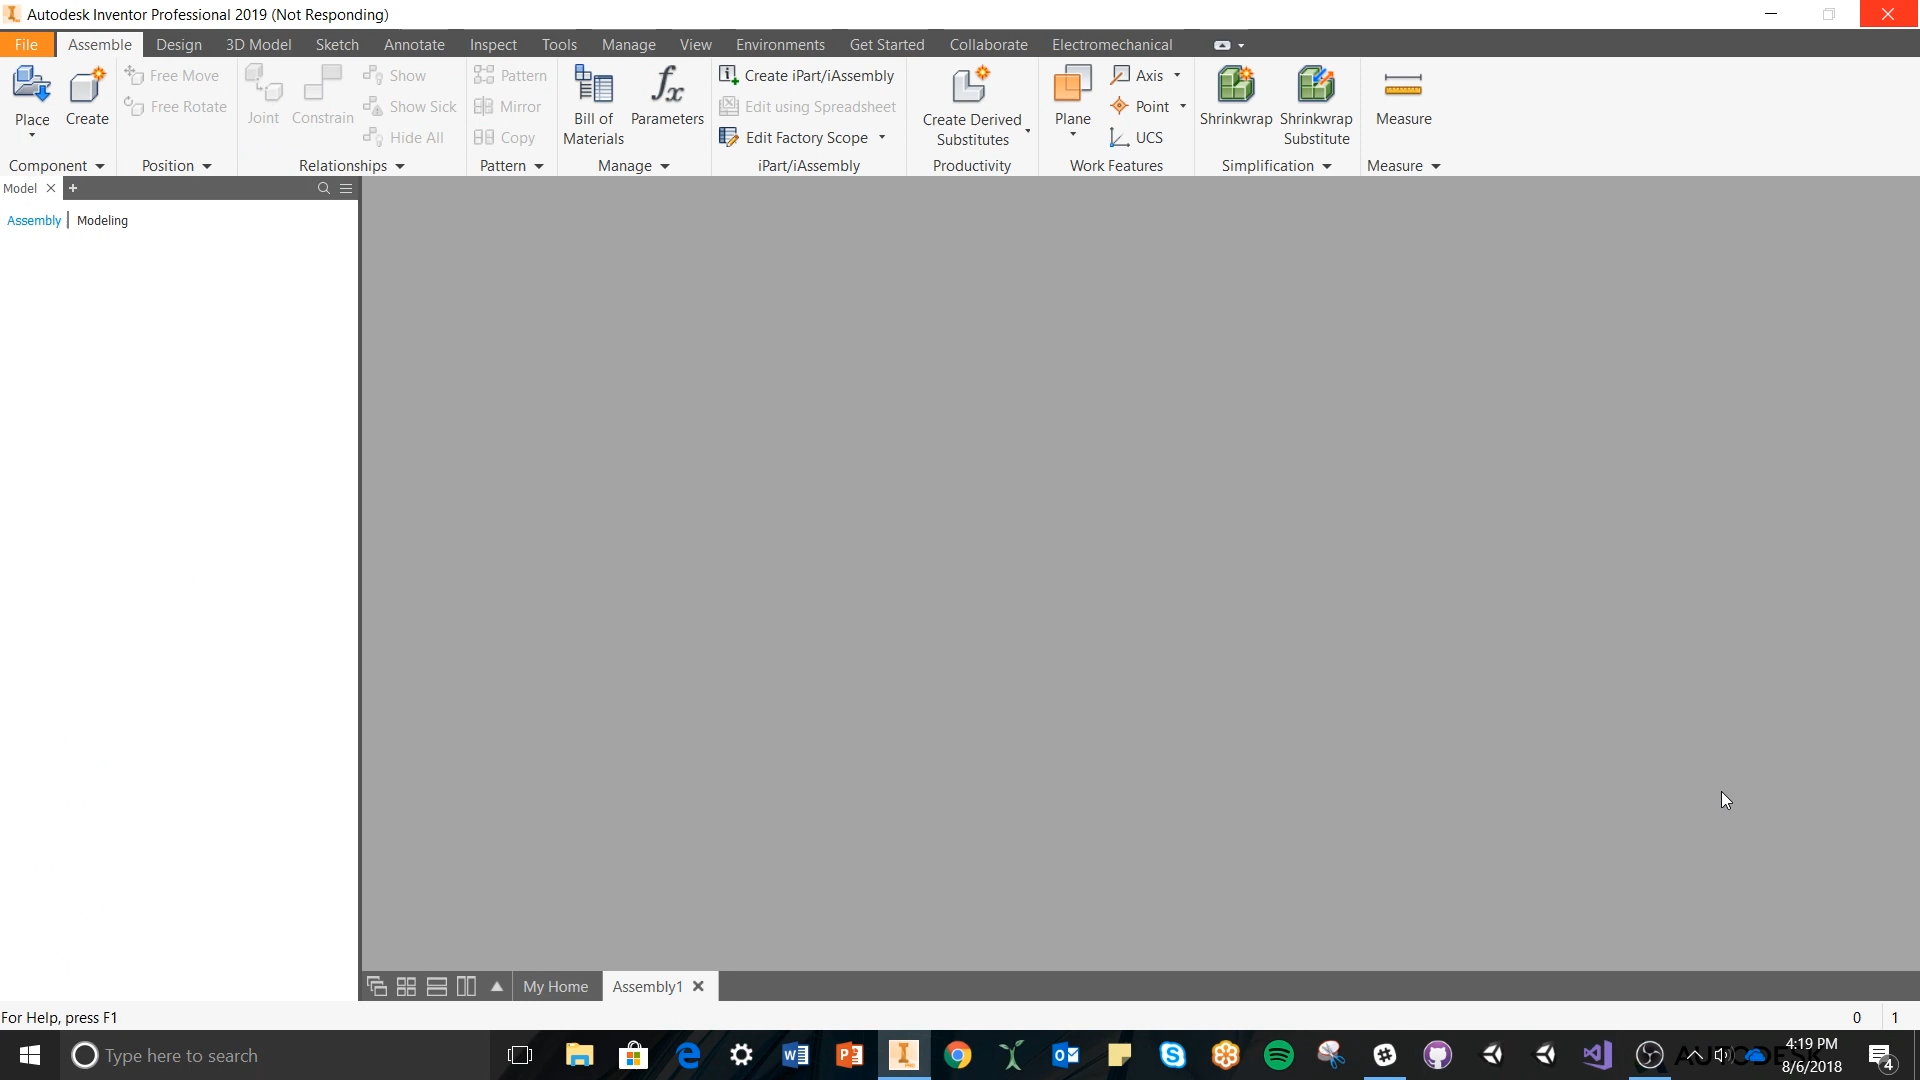 Autodesk Inventor Professional 2019 (Not Responding)
File Assemble Design 3D Model Sketch Annotate Inspect Tools Manage View Environments Get Started Collaborate Electromechanical
Place
Create
Component
Free Move
Free Rotate
Position
Joint
Constrain
Show
Show Sick
Hide All
Relationships
Pattern
Mirror
Copy
Pattern
Bill of
Materials
Parameters
Manage
Create iPart/iAssembly
Edit using Spreadsheet
Edit Factory Scope
iPart/iAssembly
Create Derived
Substitutes
Productivity
Plane
Axis
Point
UCS
Work Features
Shrinkwrap
Shrinkwrap
Substitute
Simplification
Measure
Measure
Model
Assembly | Modeling
My Home Assembly1
For Help, press F1
0 1
Type here to search
AUTODESK
4:19 PM
8/6/2018
4